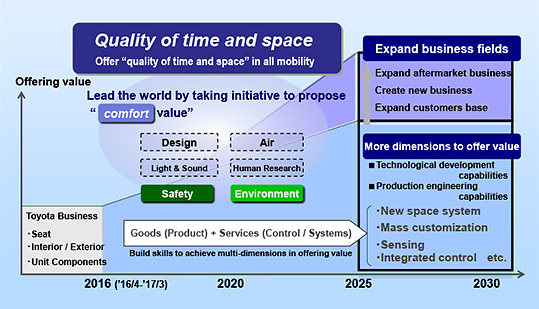 Quality of time and space
Offer "quality of time and space" in all mobility
Offering value
Lead the world by taking initiative to propose
" comfort value"
Design
Air
Light & Sound
Human Research
Safety
Environment
Expand business fields
Expand aftermarket business
Create new business
Expand customers base
More dimensions to offer value
■Technological development
capabilities
■Production engineering
capabilities
・New space system
・Mass customization
・Sensing
・Integrated control etc.
Toyota Business
・Seat
・Interior / Exterior
・Unit Components
Goods (Product) + Services (Control / Systems)
Build skills to achieve multi-dimensions in offering value
2016 ('16/4-'17/3)
2020
2025
2030